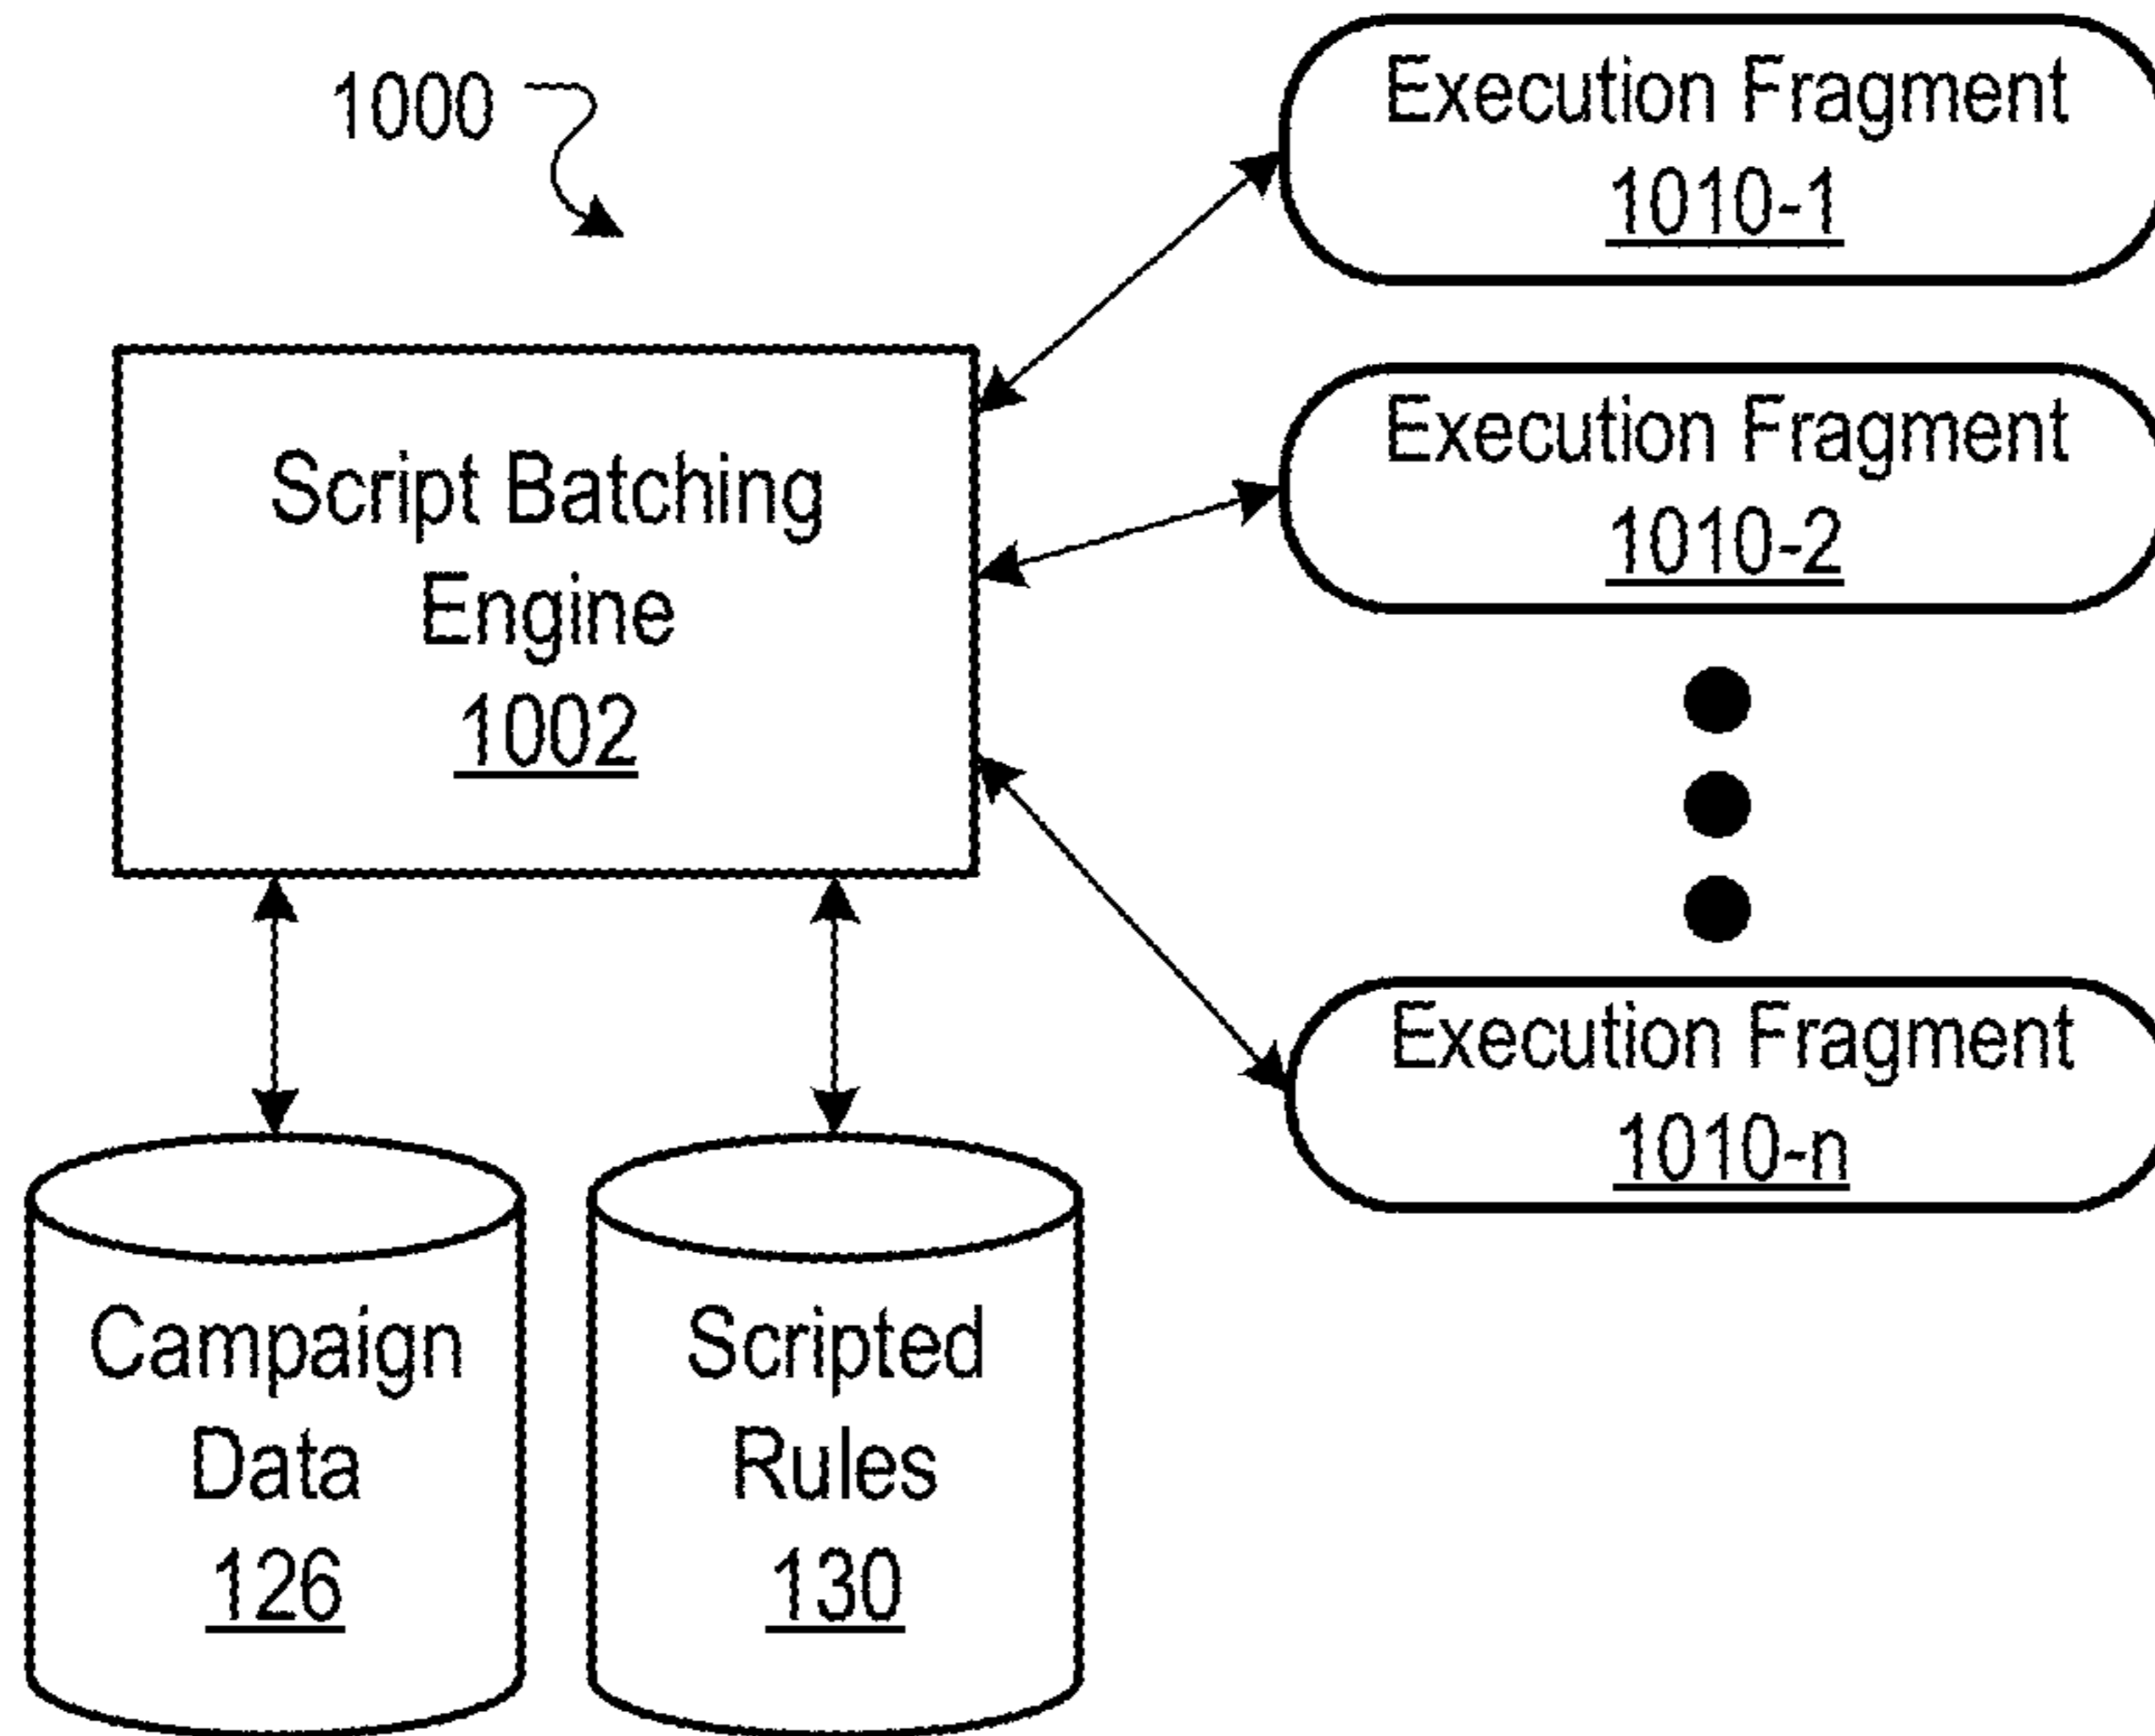 1000
Execution Fragment
1010-1
Script Batching
Engine
1002
Execution Fragment
1010-2
Execution Fragment
1010-n
Campaign
Data
126
Scripted
Rules
130